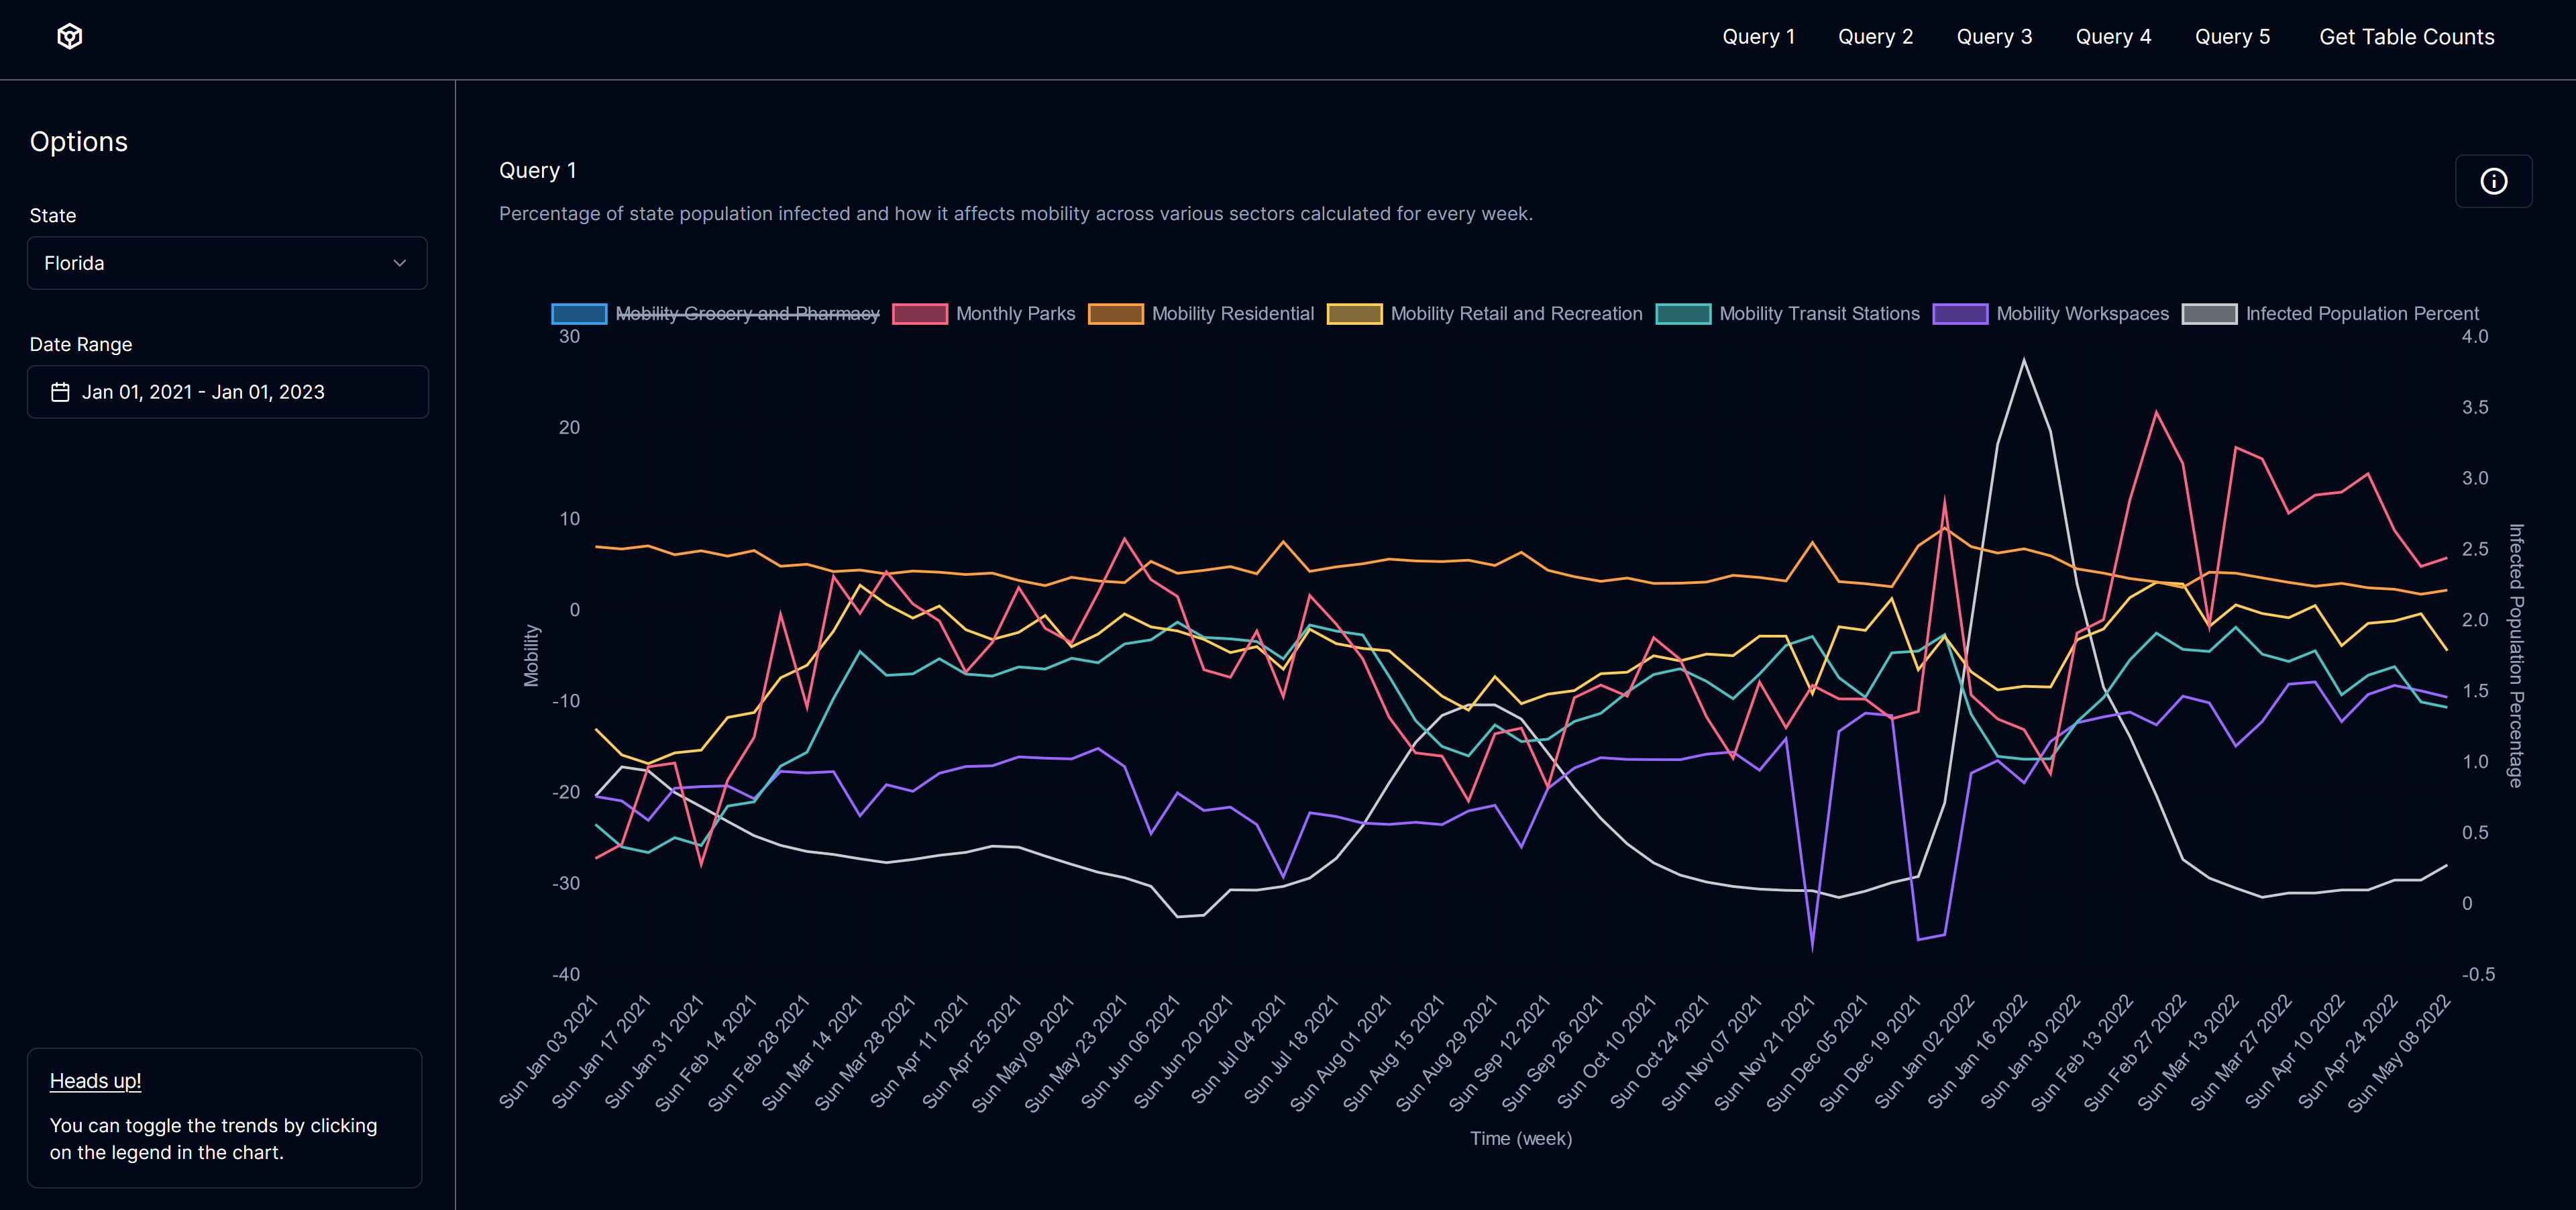 Query 1 Query 2 Query 3 Query 4 Query 5 Get Table Counts
Options
State
Florida
Date Range
Jan 01, 2021 - Jan 01, 2023
Heads up!
You can toggle the trends by clicking
on the legend in the chart.
Query 1
Percentage of state population infected and how it affects mobility across various sectors calculated for every week.
Mobility Grocery and Pharmacy Monthly Parks Mobility Residential Mobility Retail and Recreation Mobility Transit Stations Mobility Workspaces Infected Population Percent
Mobility
30
20
10
0
-10
-20
-30
-40
4.0
3.5
3.0
2.5
2.0
1.5
1.0
0.5
0
-0.5
Infected Population Percentage
Sun Jan 03 2021
Sun Jan 17 2021
Sun Jan 31 2021
Sun Feb 14 2021
Sun Feb 28 2021
Sun Mar 14 2021
Sun Mar 28 2021
Sun Apr 11 2021
Sun Apr 25 2021
Sun May 09 2021
Sun May 23 2021
Sun Jun 06 2021
Sun Jun 20 2021
Sun Jul 04 2021
Sun Jul 18 2021
Sun Aug 01 2021
Sun Aug 15 2021
Sun Aug 29 2021
Sun Sep 12 2021
Sun Sep 26 2021
Sun Oct 10 2021
Sun Oct 24 2021
Sun Nov 07 2021
Sun Nov 21 2021
Sun Dec 05 2021
Sun Dec 19 2021
Sun Jan 02 2022
Sun Jan 16 2022
Sun Jan 30 2022
Sun Feb 13 2022
Sun Feb 27 2022
Sun Mar 13 2022
Sun Mar 27 2022
Sun Apr 10 2022
Sun Apr 24 2022
Sun May 08 2022
Time (week)